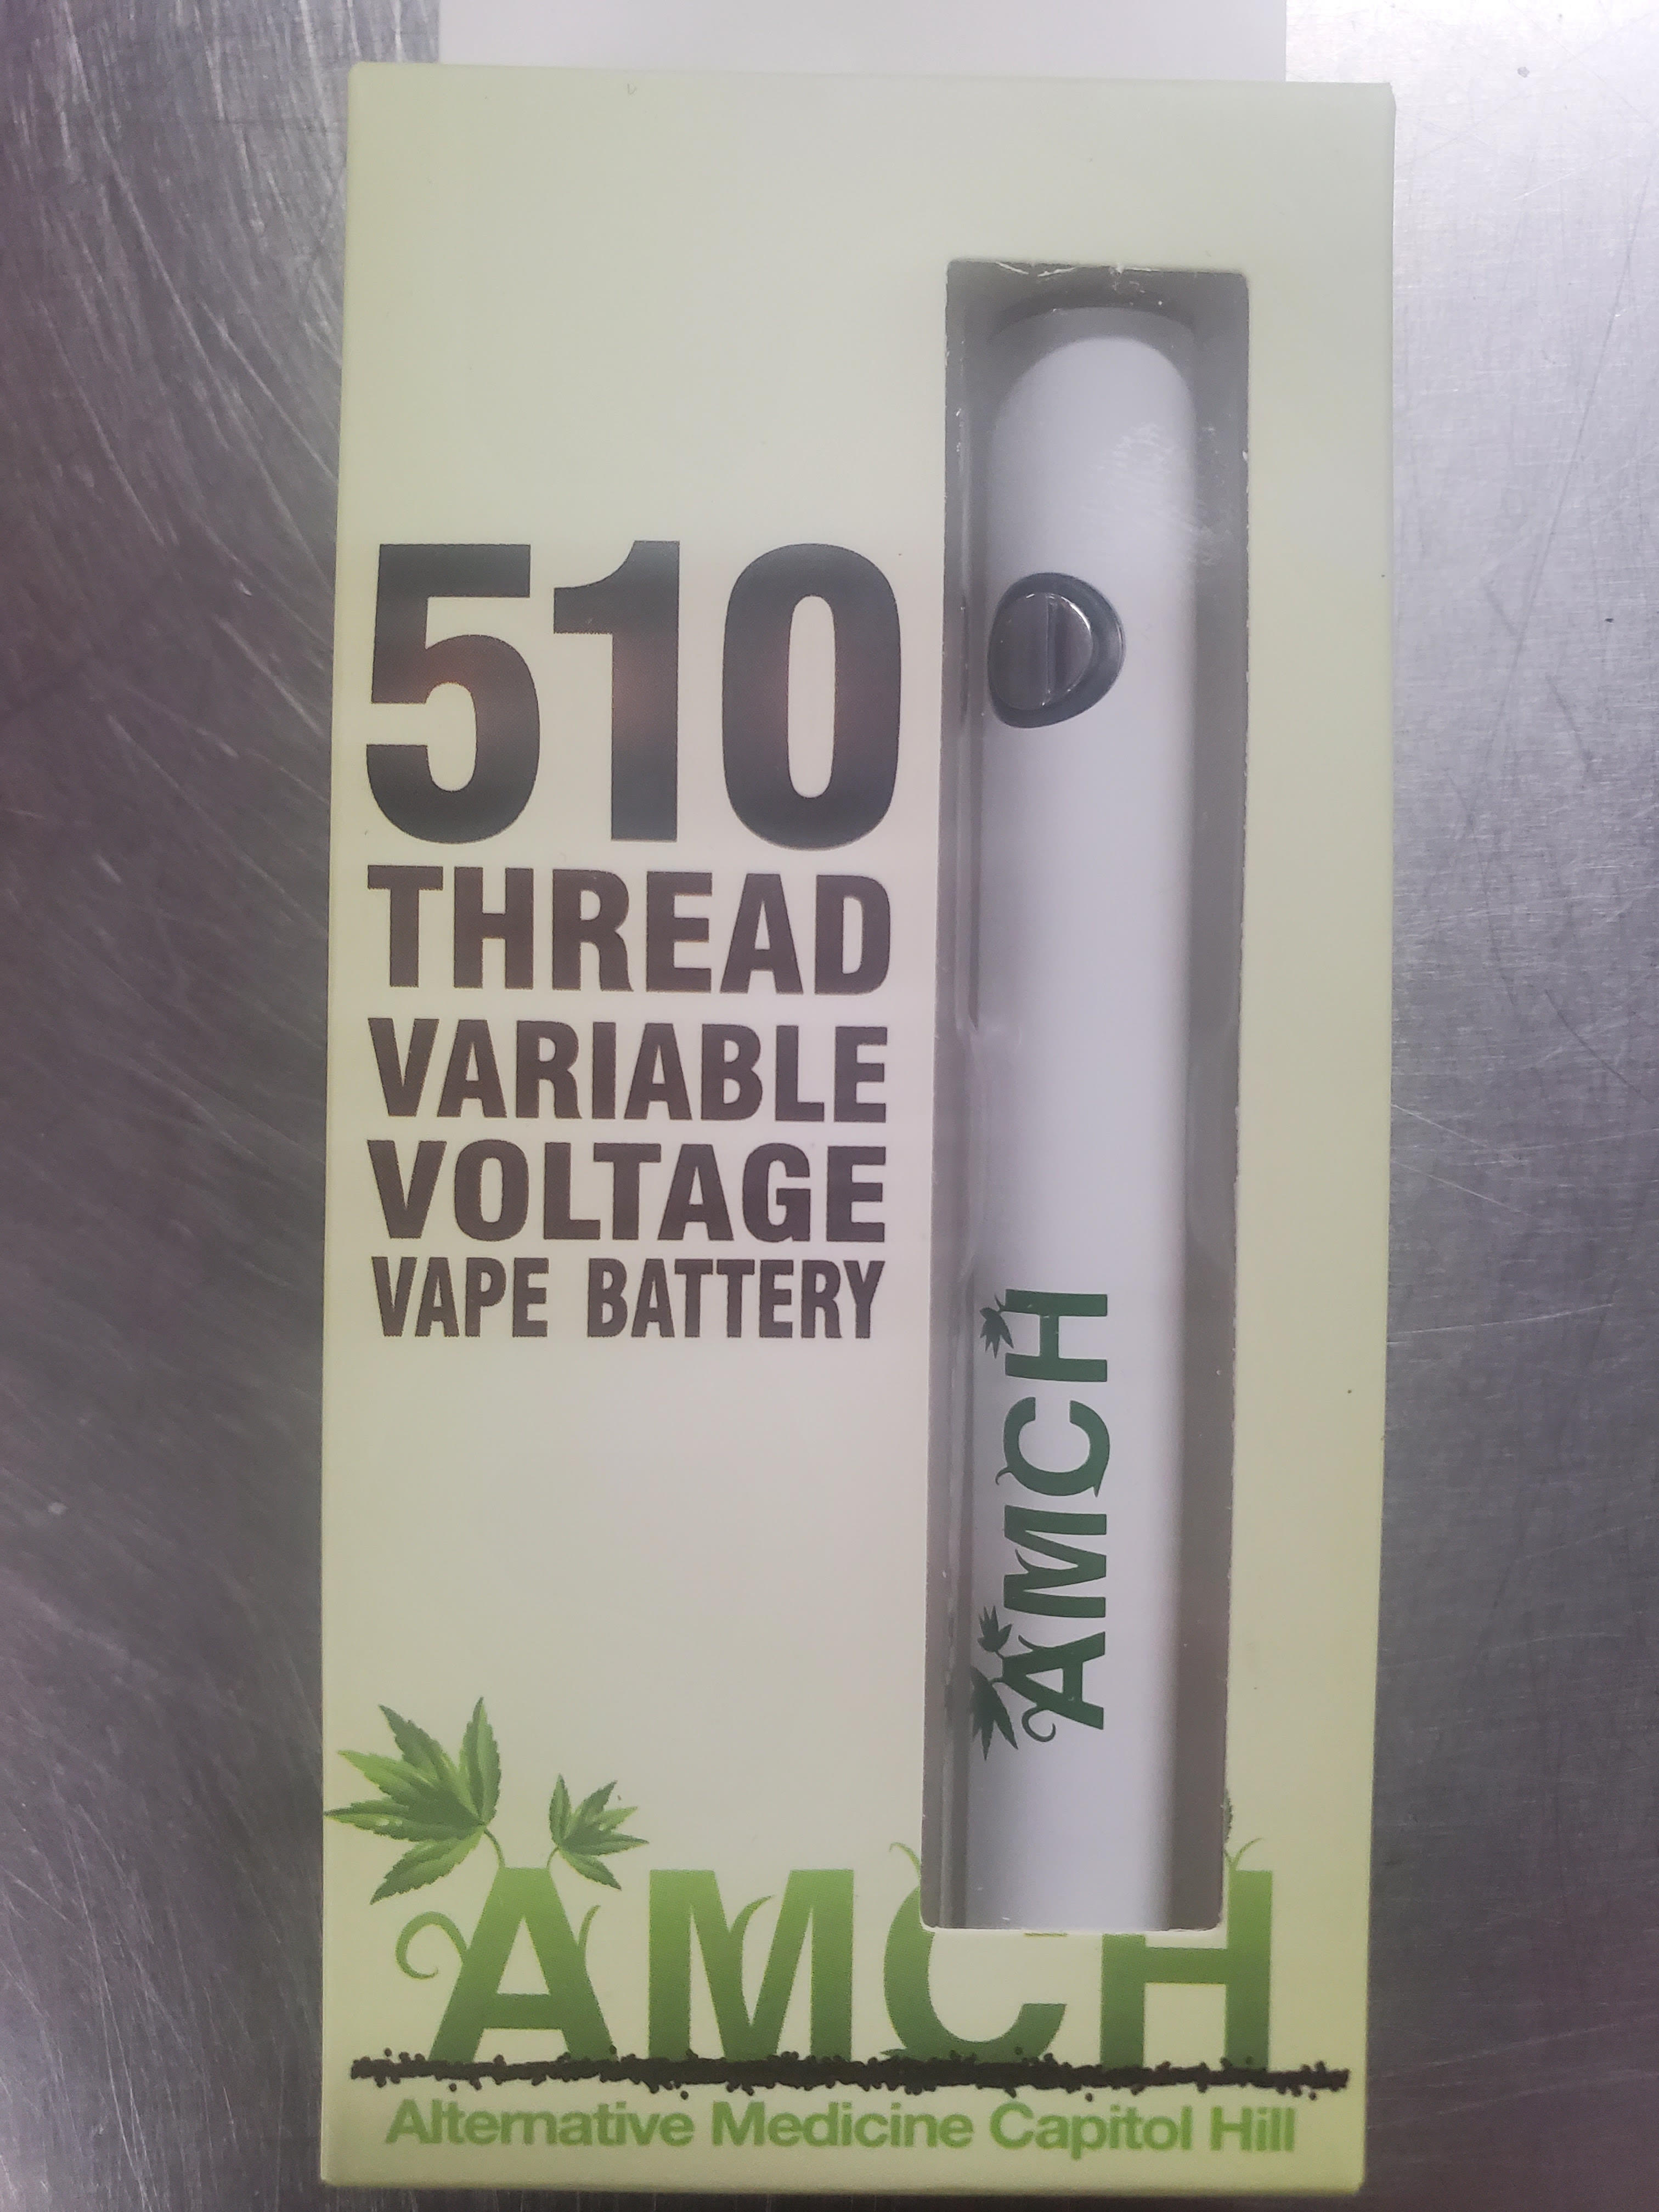 510
THREAD
VARIABLE
VOLTAGE
VAPE BATTERY
AMCH
AMCH
Alternative Medicine Capitol Hill